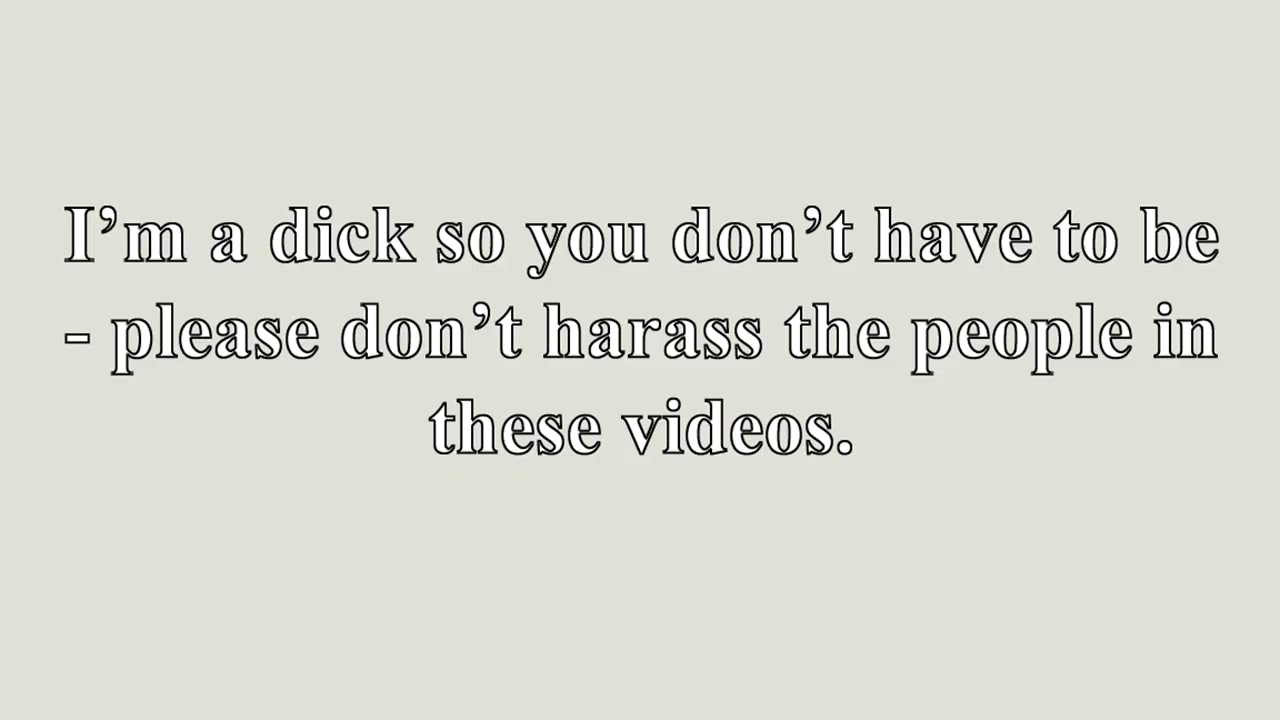 I’m a dick so you don’t have to be
- please don’t harass the people in
these videos.